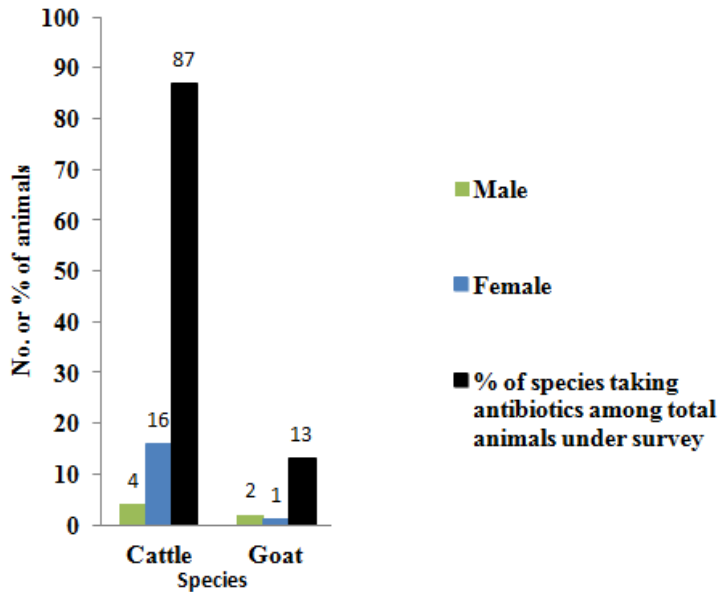 No. or % of animals
100
90
80
70
60
50
40
30
20
10
0
4
16
87
2
1
13
Cattle
Goat
Species
Male
Female
% of species taking
antibiotics among total
animals under survey